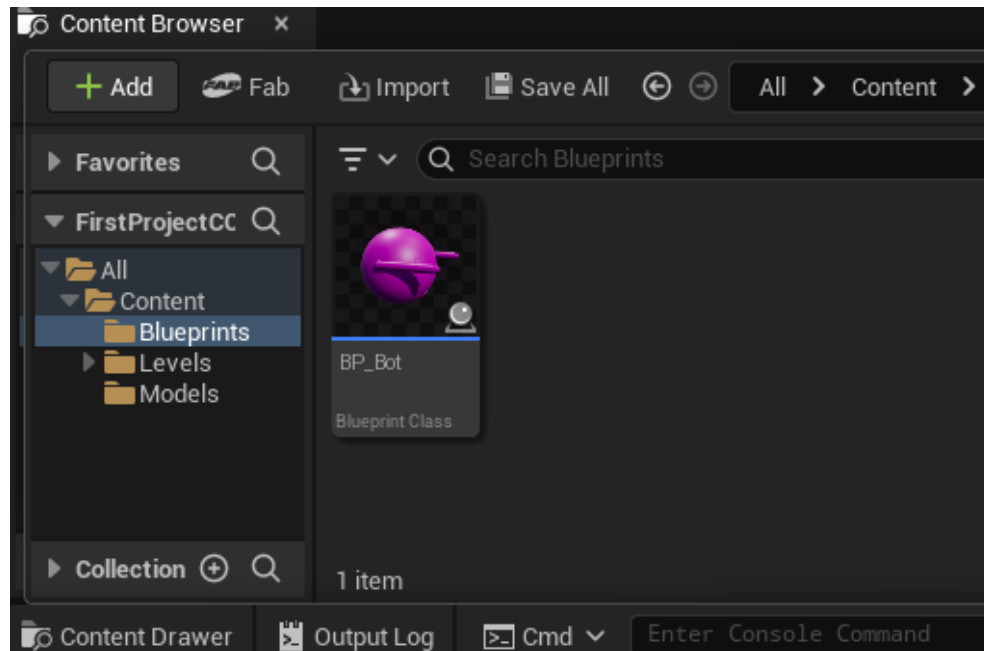 Content Browser ×
+ Add Fab Import Save All All > Content >
Favorites
Search Blueprints
FirstProjectCC
All
Content
Blueprints
Levels
Models
BP_Bot
Blueprint Class
Collection
1 item
Content Drawer Output Log Cmd Enter Console Command